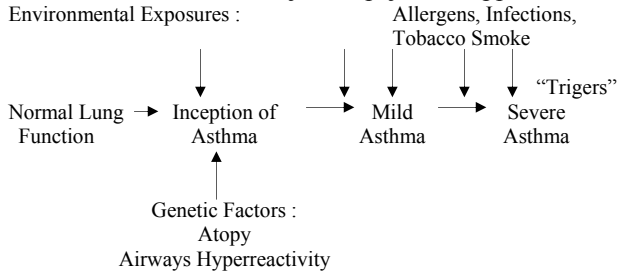 Environmental Exposures : Allergens, Infections,
Tobacco Smoke
“Trigers”
Normal Lung Inception of Mild Severe
Function Asthma Asthma Asthma
Genetic Factors :
Atopy
Airways Hyperreactivity